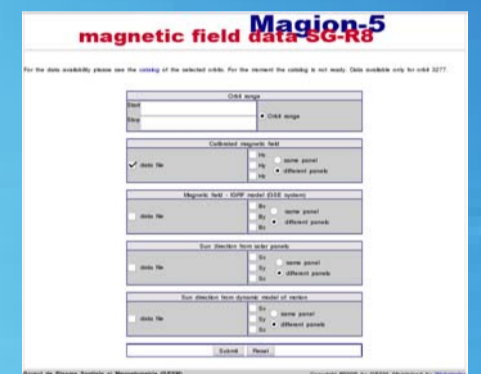 Magion-5
magnetic field data SG-R8
For the data availability please see the catalog of the selected orbits. For the moment the catalog is not ready. Data available only for orbit 3277.
Orbit range
Start
Stop
Orbit range
Calibrated magnetic field
data file
Hx
Hy
Hz
same panel
different panels
Magnetic field - IGRF model (GSE system)
data file
Bx
By
Bz
same panel
different panels
Sun direction from solar panels
data file
Sx
Sy
Sz
same panel
different panels
Sun direction from dynamic model of motion
data file
Sx
Sy
Sz
same panel
different panels
Submit Reset